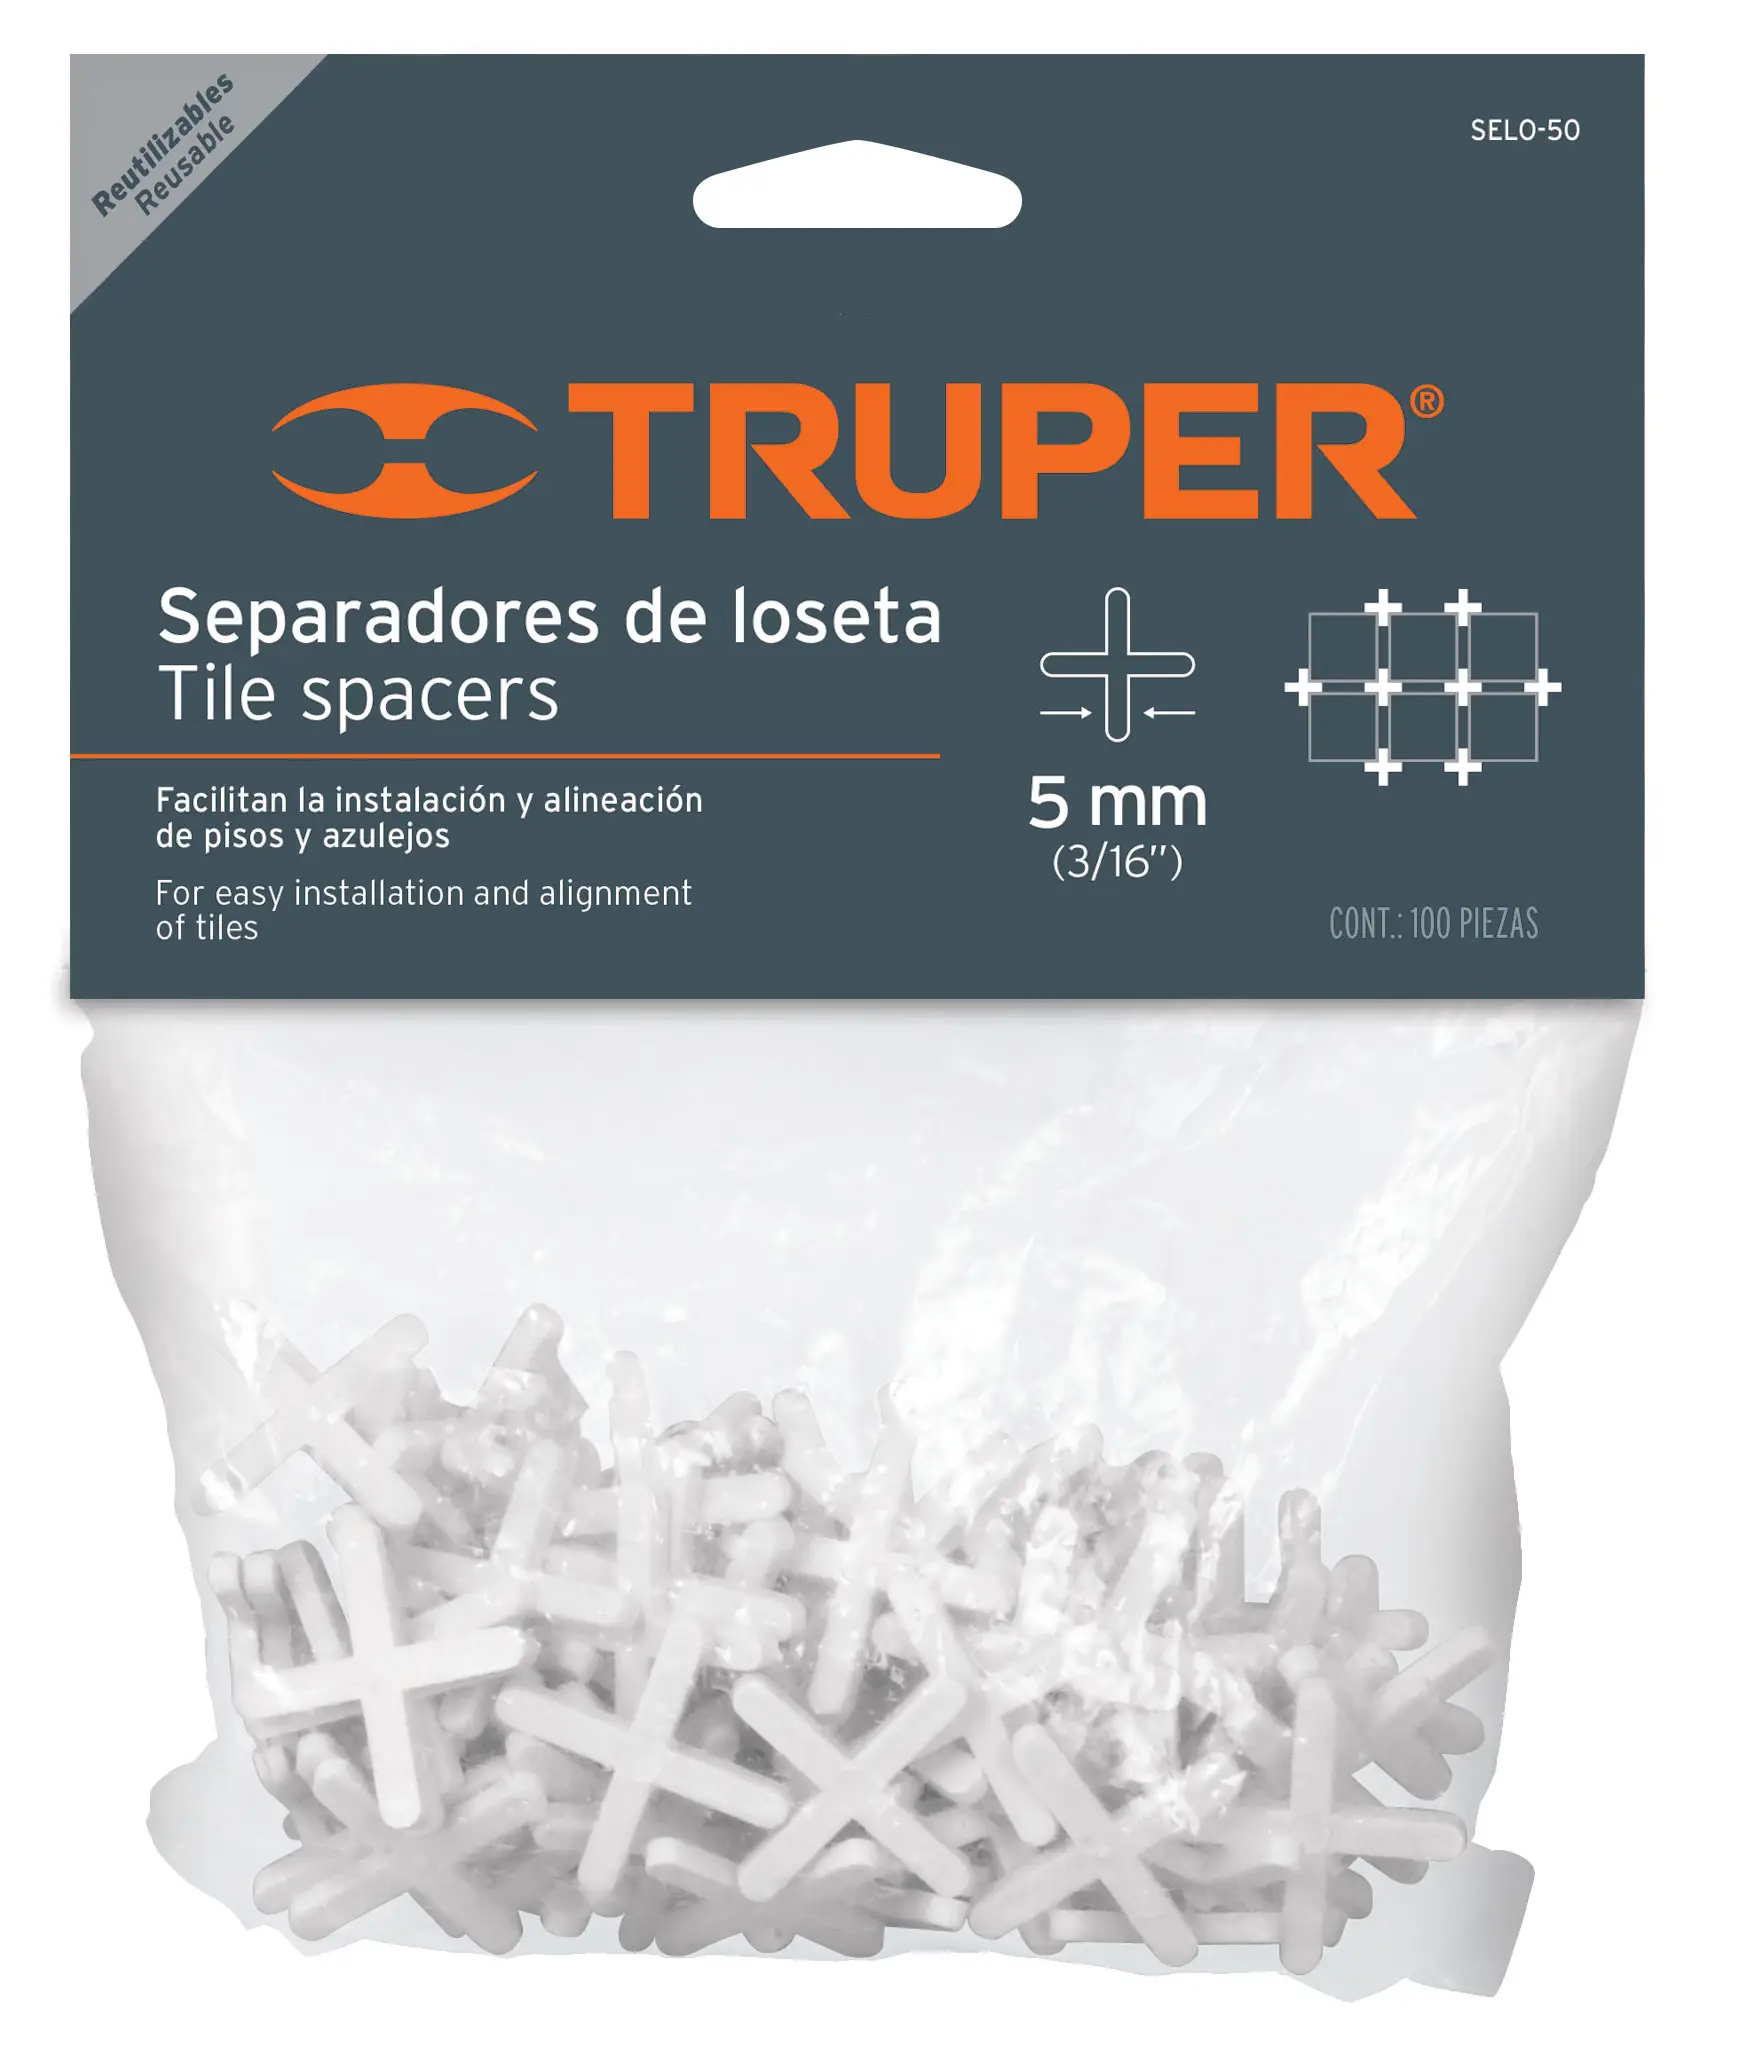 Reutilizables
Reusable
SELO-50
TRUPER®
Separadores de loseta
Tile spacers
Facilitan la instalación y alineación
de pisos y azulejos
For easy installation and alignment
of tiles
5 mm
(3/16")
CONT.: 100 PIEZAS